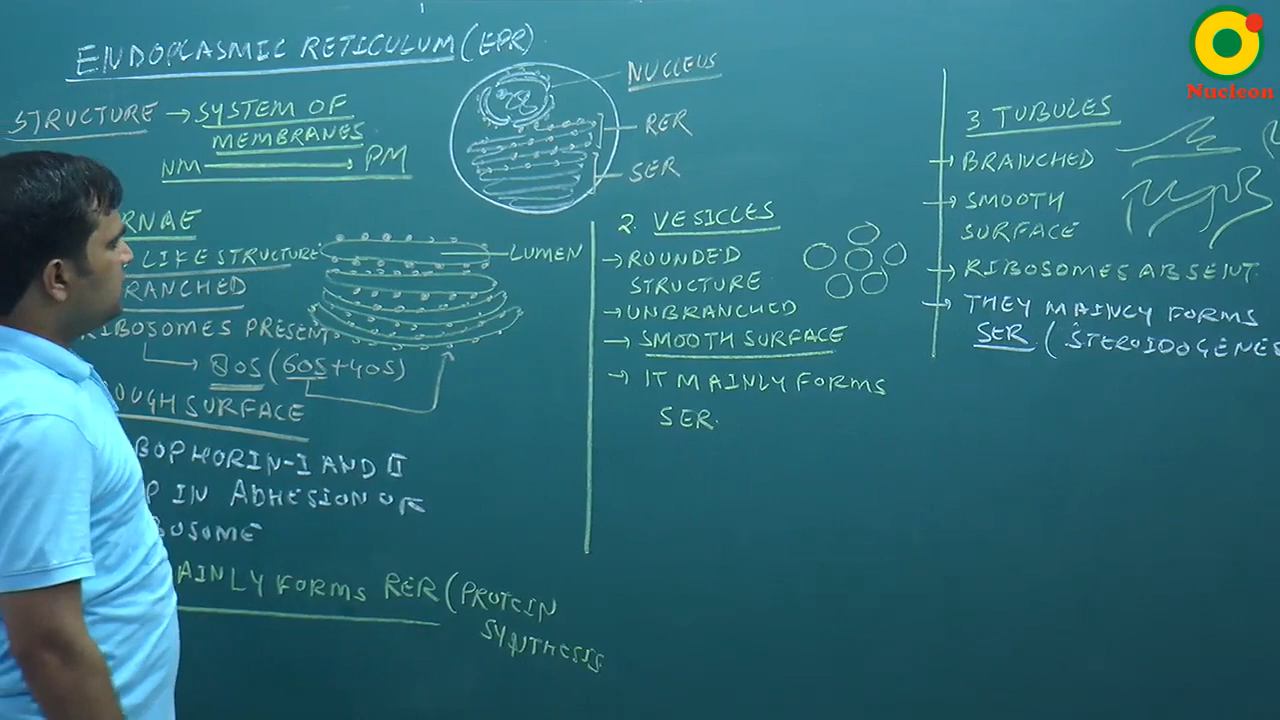 ENDOPLASMIC RETICULUM (EPR)
STRUCTURE → SYSTEM OF
MEMBRANES
NM → PM
RNAE
LIKE STRUCTURE
RANCHED
RIBOSOMES PRESENT
80S (60S+40S)
OUGH SURFACE
BOPHORIN-I AND II
P IN ADHESION OF
BOSOME
AINLY FORMS RER (PROTEIN
SYNTHESIS
NUCLEUS
RER
SER
LUMEN
2. VESICLES
→ ROUNDED
STRUCTURE
→ UNBRANCHED
→ SMOOTH SURFACE
→ IT MAINLY FORMS
SER.
3 TUBULES
→ BRANCHED
→ SMOOTH
SURFACE
→ RIBOSOMES ABSENT
→ THEY MAINLY FORMS
SER (STEROIDOGENES
Nucleon